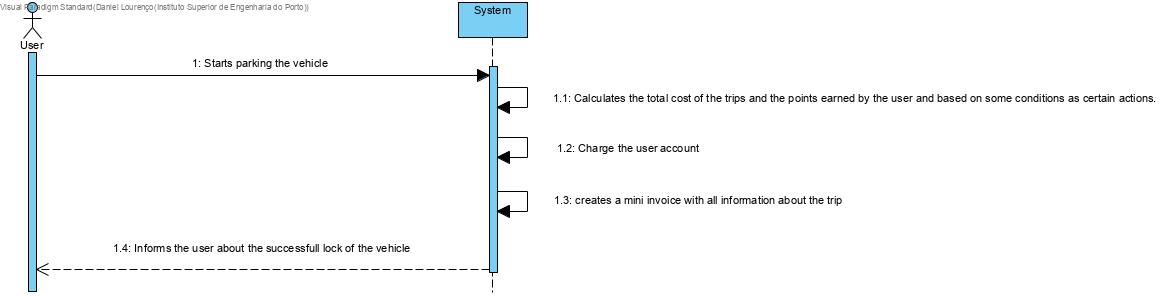 Visual Paradigm Standard(Daniel Lourenço(Instituto Superior de Engenharia do Porto))
System
User
1: Starts parking the vehicle
1.1: Calculates the total cost of the trips and the points earned by the user and based on some conditions as certain actions.
1.2: Charge the user account
1.3: creates a mini invoice with all information about the trip
1.4: Informs the user about the successfull lock of the vehicle